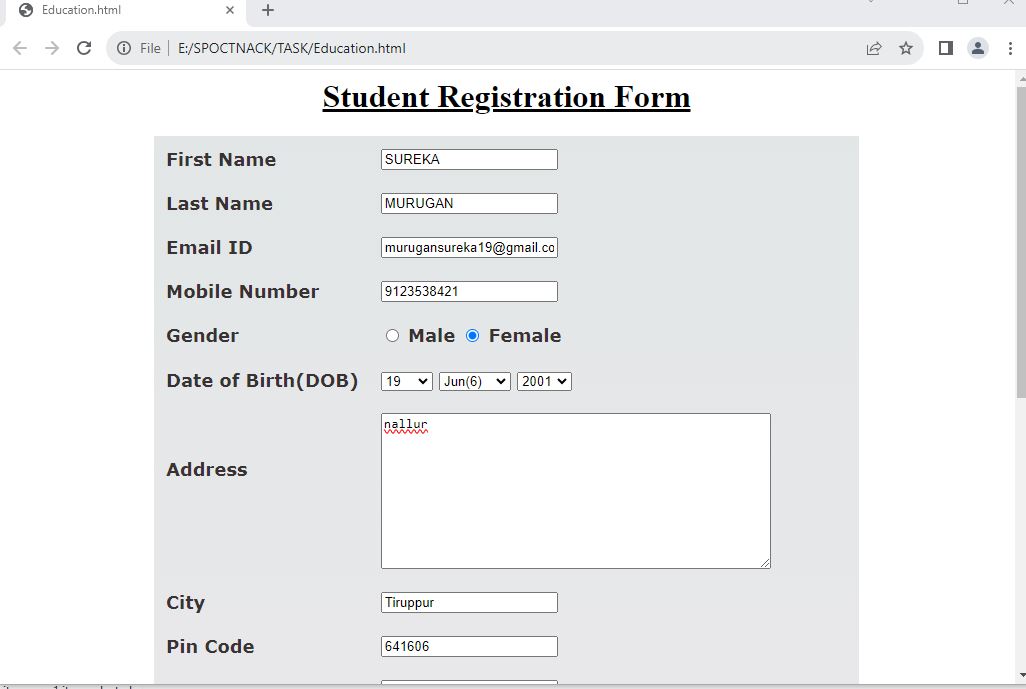 Education.html
File E:/SPOCTNACK/TASK/Education.html
Student Registration Form
First Name SUREKA
Last Name MURUGAN
Email ID murugansureka19@gmail.co
Mobile Number 9123538421
Gender Male Female
Date of Birth(DOB) 19 Jun(6) 2001
nallur
Address
City Tiruppur
Pin Code 641606